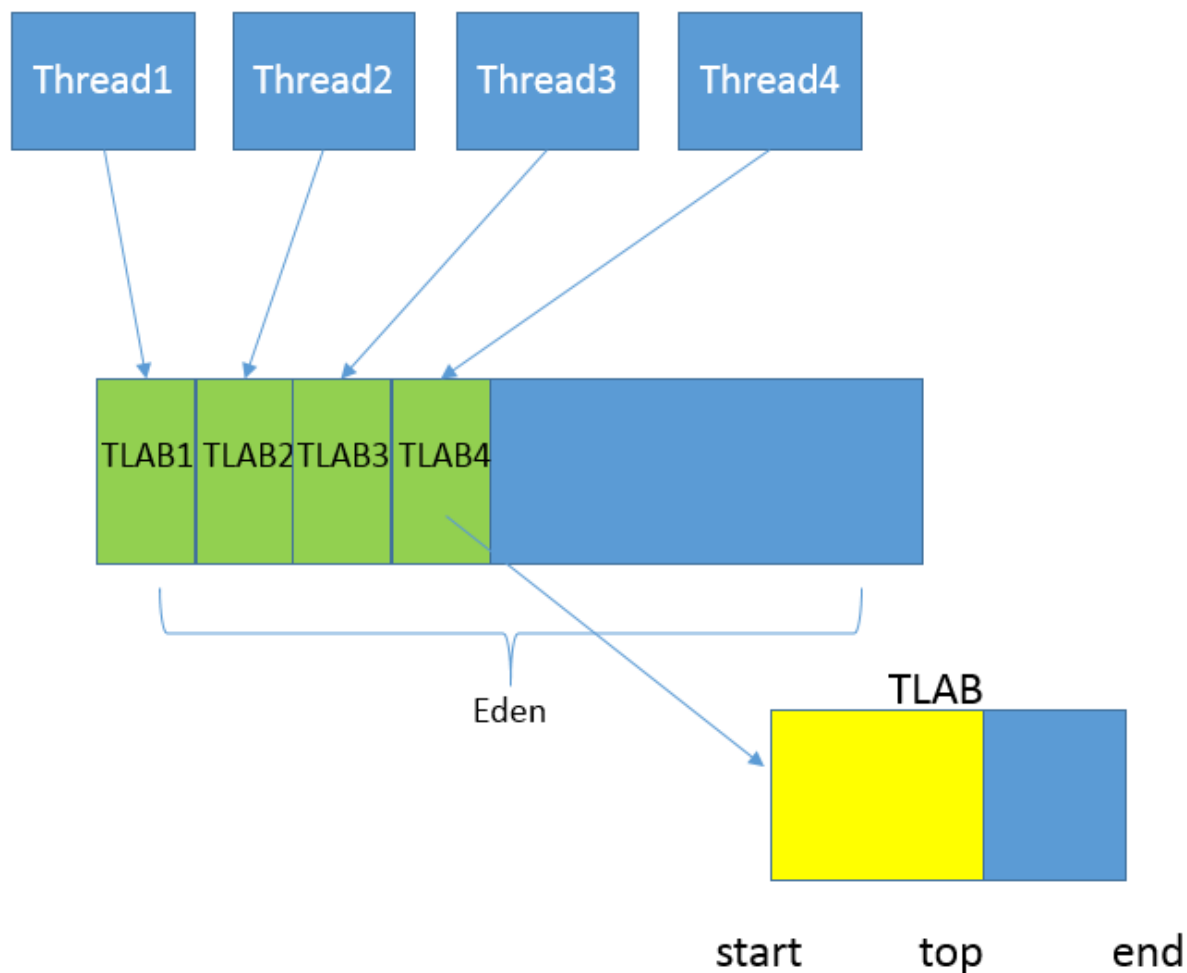 Thread1 Thread2 Thread3 Thread4
TLAB1 TLAB2 TLAB3 TLAB4
Eden
TLAB
start top end